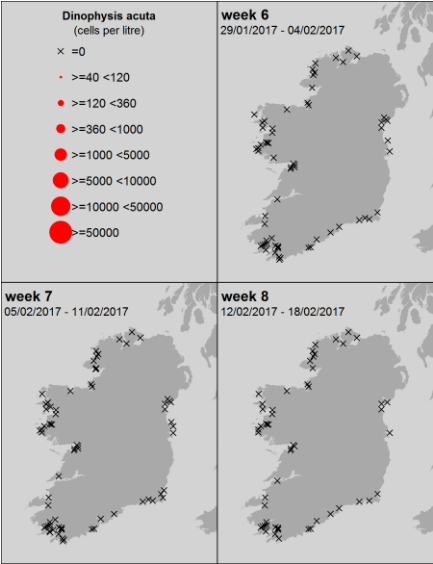 Dinophysis acuta
(cells per litre)
=0
>=40 <120
>=120 <360
>=360 <1000
>=1000 <5000
>=5000 <10000
>=10000 <50000
>=50000
week 6
29/01/2017 - 04/02/2017
week 7
05/02/2017 - 11/02/2017
week 8
12/02/2017 - 18/02/2017